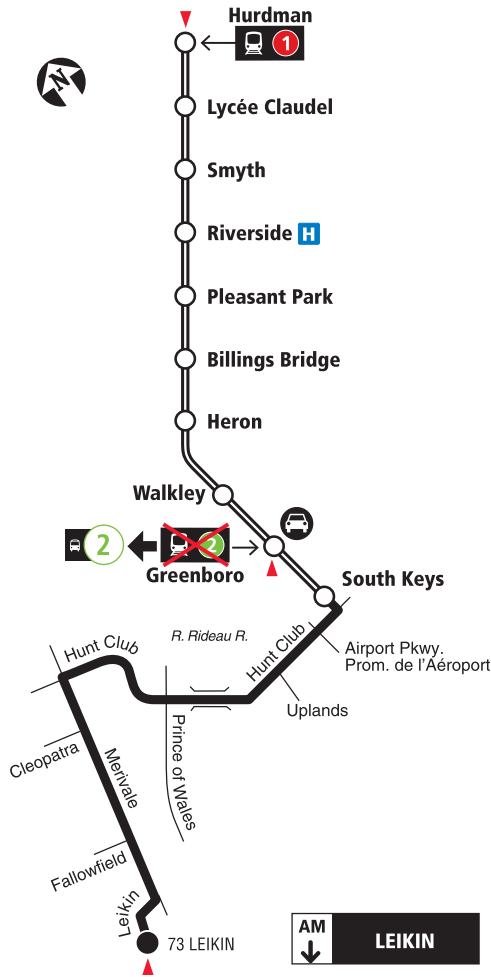 Hurdman
1
N
Lycée Claudel
Smyth
Riverside H
Pleasant Park
Billings Bridge
Heron
Walkley
2 2
Greenboro
South Keys
R. Rideau R.
Hunt Club
Hunt Club
Airport Pkwy.
Prom. de l'Aéroport
Uplands
Prince of Wales
Cleopatra
Merivale
Fallowfield
Leikin
73 LEIKIN
AM
LEIKIN